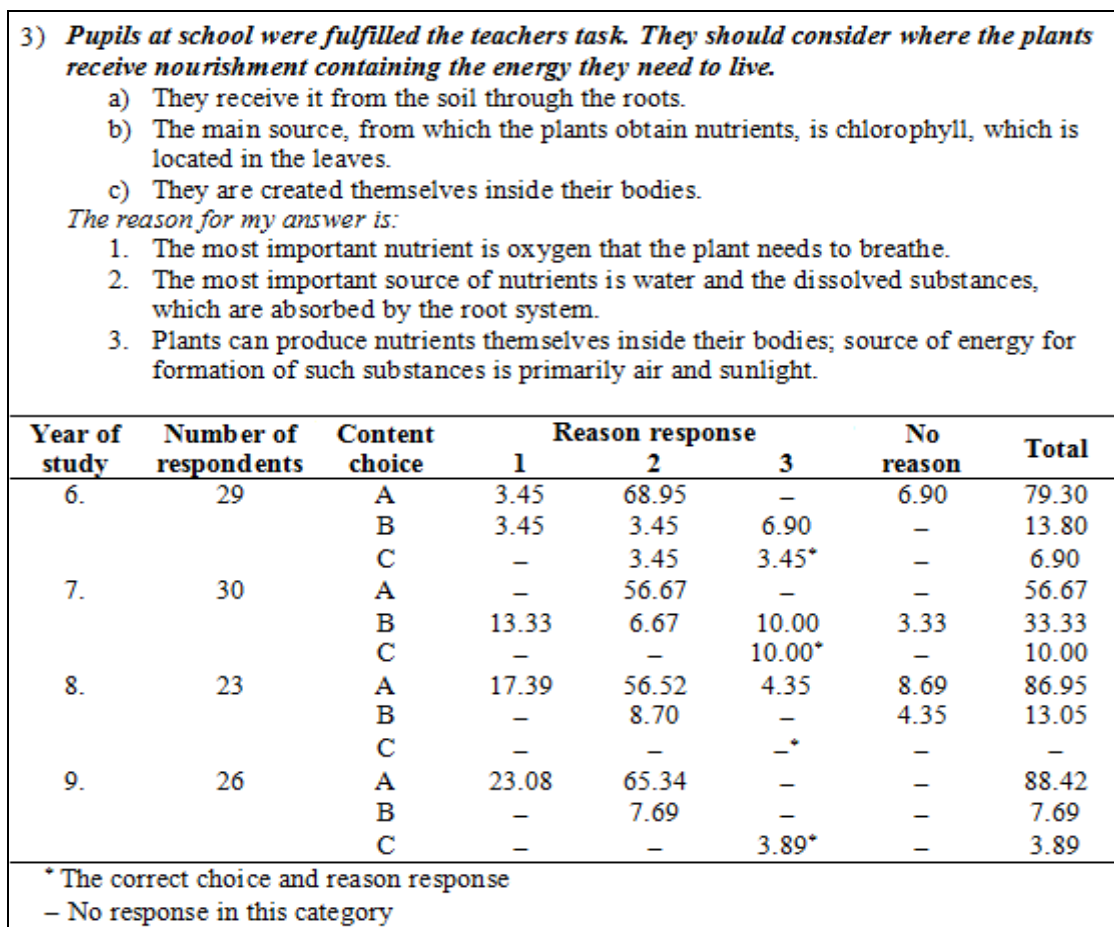 3) Pupils at school were fulfilled the teachers task. They should consider where the plants
receive nourishment containing the energy they need to live.
a) They receive it from the soil through the roots.
b) The main source, from which the plants obtain nutrients, is chlorophyll, which is
located in the leaves.
c) They are created themselves inside their bodies.
The reason for my answer is:
1. The most important nutrient is oxygen that the plant needs to breathe.
2. The most important source of nutrients is water and the dissolved substances,
which are absorbed by the root system.
3. Plants can produce nutrients themselves inside their bodies; source of energy for
formation of such substances is primarily air and sunlight.
Year of Number of Content Reason response No Total
study respondents choice 1 2 3 reason
6. 29 A 3.45 68.95 – 6.90 79.30
B 3.45 3.45 6.90 – 13.80
C – 3.45 3.45* – 6.90
7. 30 A – 56.67 – – 56.67
B 13.33 6.67 10.00 3.33 33.33
C – – 10.00* – 10.00
8. 23 A 17.39 56.52 4.35 8.69 86.95
B – 8.70 – 4.35 13.05
C – – –* – –
9. 26 A 23.08 65.34 – – 88.42
B – 7.69 – – 7.69
C – – 3.89* – 3.89
* The correct choice and reason response
– No response in this category